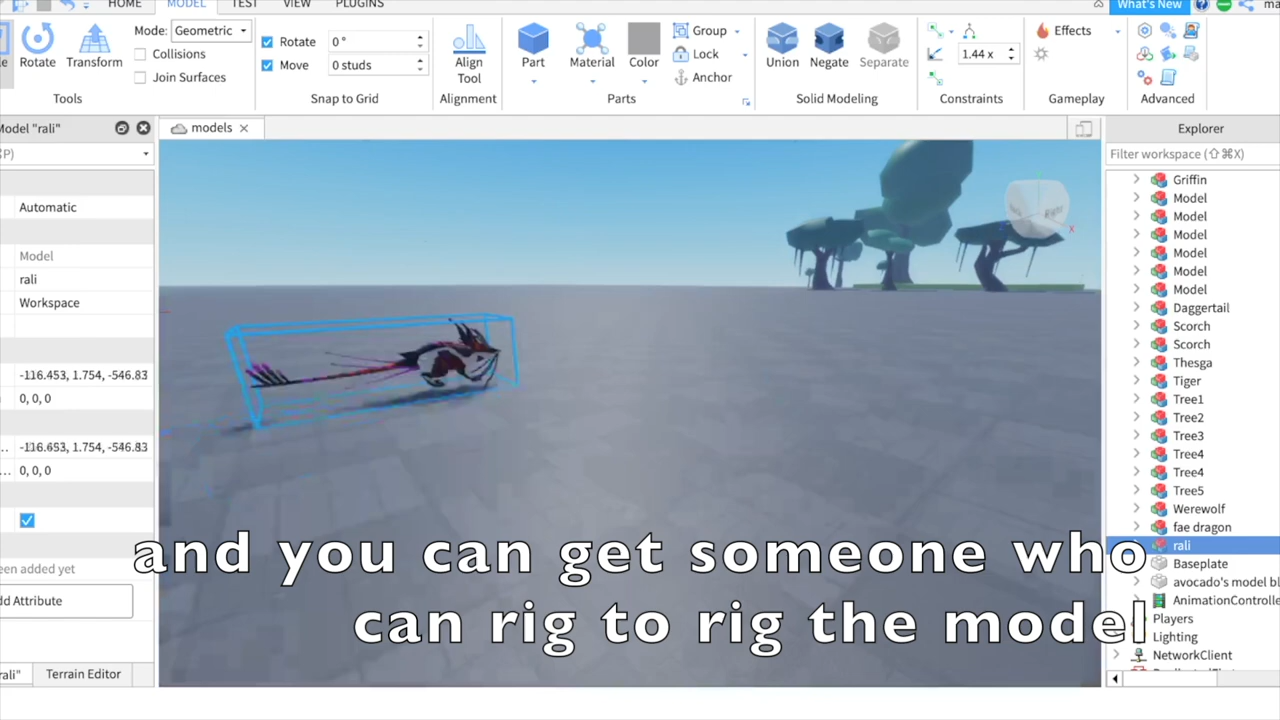 HOME MODEL TEST VIEW PLUGINS What's New
Mode: Geometric
Collisions
Join Surfaces
Rotate Transform
Tools
Rotate 0 °
Move 0 studs
Snap to Grid
Align
Tool
Alignment
Part Material Color
Group
Lock
Anchor
Parts
Union Negate Separate
Solid Modeling
1.44 x
Constraints
Effects
Gameplay
Advanced
Model "rali"
models
Explorer
Filter workspace (⇧⌘X)
Automatic
Model
rali
Workspace
-116.453, 1.754, -546.83
0, 0, 0
-116.653, 1.754, -546.83
0, 0, 0
een added yet
dd Attribute
rali"
Terrain Editor
Right
X
Griffin
Model
Model
Model
Model
Model
Model
Daggertail
Scorch
Scorch
Thesga
Tiger
Tree1
Tree2
Tree3
Tree4
Tree4
Tree5
Werewolf
fae dragon
rali
Baseplate
avocado's model bl
AnimationControlle
Players
Lighting
NetworkClient
and you can get someone who
can rig to rig the model